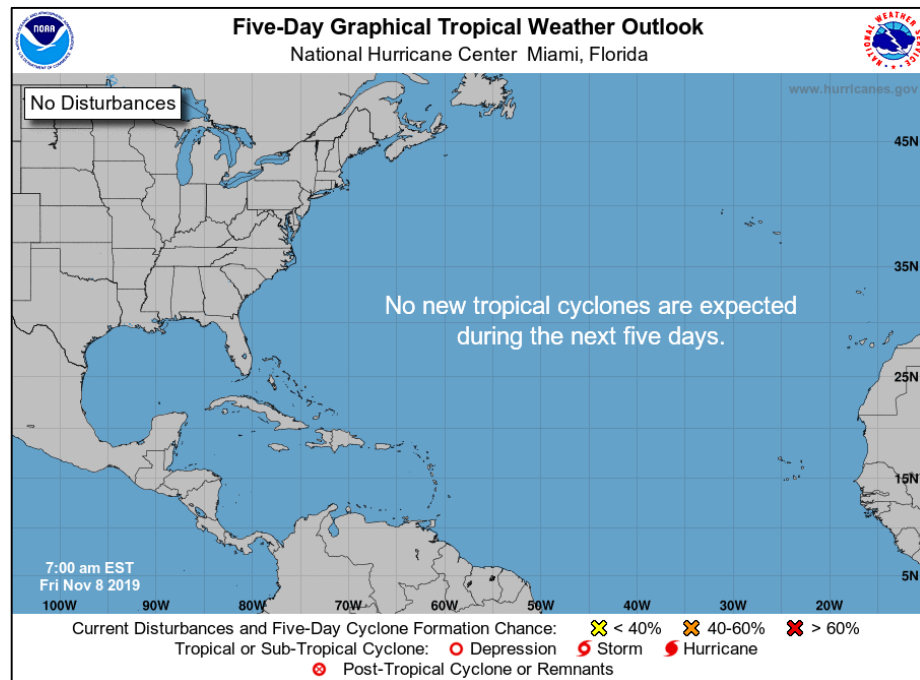 Five-Day Graphical Tropical Weather Outlook
National Hurricane Center Miami, Florida
NOAA
No Disturbances
www.hurricanes.gov
45N
35N
No new tropical cyclones are expected
during the next five days.
25N
15N
7:00 am EST
Fri Nov 8 2019
5N
100W 90W 80W 70W 60W 50W 40W 30W 20W
Current Disturbances and Five-Day Cyclone Formation Chance: < 40% 40-60% > 60%
Tropical or Sub-Tropical Cyclone: Depression Storm Hurricane
Post-Tropical Cyclone or Remnants